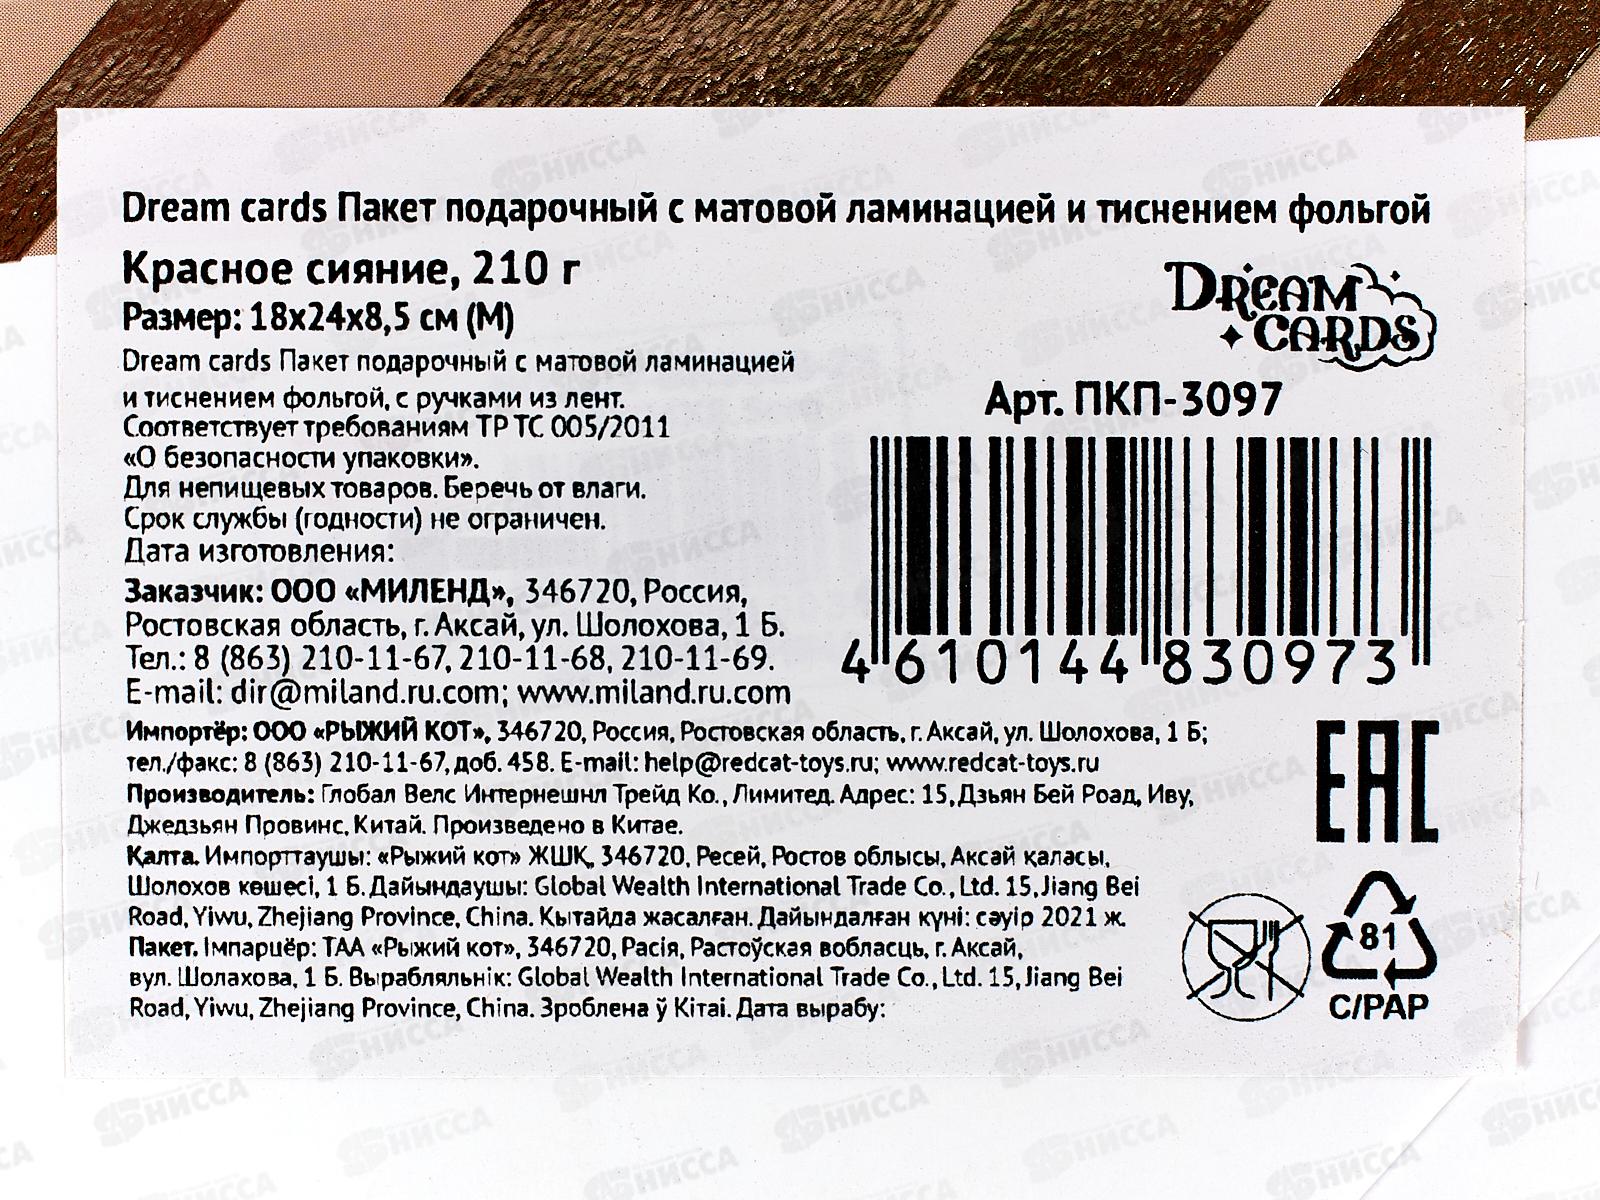 Dream cards Пакет подарочный с матовой ламинацией и тиснением фольгой
Красное сияние, 210 г
Размер: 18х24х8,5 см (М)
Dream cards Пакет подарочный с матовой ламинацией
и тиснением фольгой, с ручками из лент.
Соответствует требованиям ТР ТС 005/2011
«О безопасности упаковки».
Для непищевых товаров. Беречь от влаги.
Срок службы (годности) не ограничен.
Дата изготовления:
Заказчик: ООО «МИЛЕНД», 346720, Россия,
Ростовская область, г. Аксай, ул. Шолохова, 1 Б.
Тел.: 8 (863) 210-11-67, 210-11-68, 210-11-69.
E-mail: dir@miland.ru.com; www.miland.ru.com
DREAM
CARDS
Арт. ПКП-3097
4 610144 830973
Импортёр: ООО «РЫЖИЙ КОТ», 346720, Россия, Ростовская область, г. Аксай, ул. Шолохова, 1 Б;
тел./факс: 8 (863) 210-11-67, доб. 458. E-mail: help@redcat-toys.ru; www.redcat-toys.ru
Производитель: Глобал Велс Интернешнл Трейд Ко., Лимитед. Адрес: 15, Дзьян Бей Роад, Иву,
Джедзьян Провинс, Китай. Произведено в Китае.
Қалта. Импорттаушы: «Рыжий кот» ЖШҚ, 346720, Ресей, Ростов облысы, Аксай қаласы,
Шолохов көшесі, 1 Б. Дайындаушы: Global Wealth International Trade Co., Ltd. 15, Jiang Bei
Road, Yiwu, Zhejiang Province, China. Қытайда жасалған. Дайындалған күні: сәуір 2021 ж.
Пакет. Імпарцёр: ТАА «Рыжий кот», 346720, Расія, Растоўская вобласць, г. Аксай,
вул. Шолахова, 1 Б. Вырабляльнік: Global Wealth International Trade Co., Ltd. 15, Jiang Bei
Road, Yiwu, Zhejiang Province, China. Зроблена ў Кітаі. Дата вырабу:
EAC
81
C/PAP
НИССА